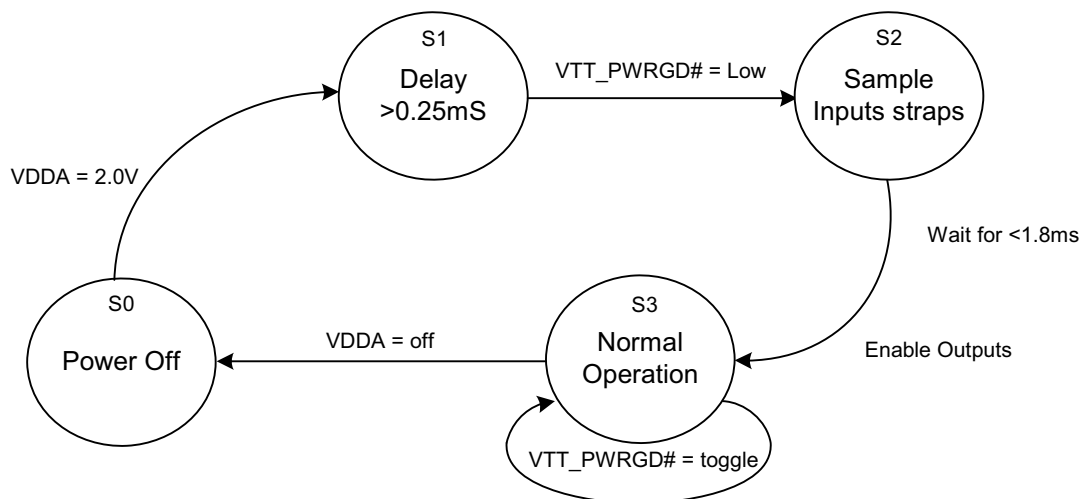 S1
Delay
>0.25mS
VTT_PWRGD# = Low
S2
Sample
Inputs straps
VDDA = 2.0V
Wait for <1.8ms
S0
Power Off
VDDA = off
S3
Normal
Operation
Enable Outputs
VTT_PWRGD# = toggle